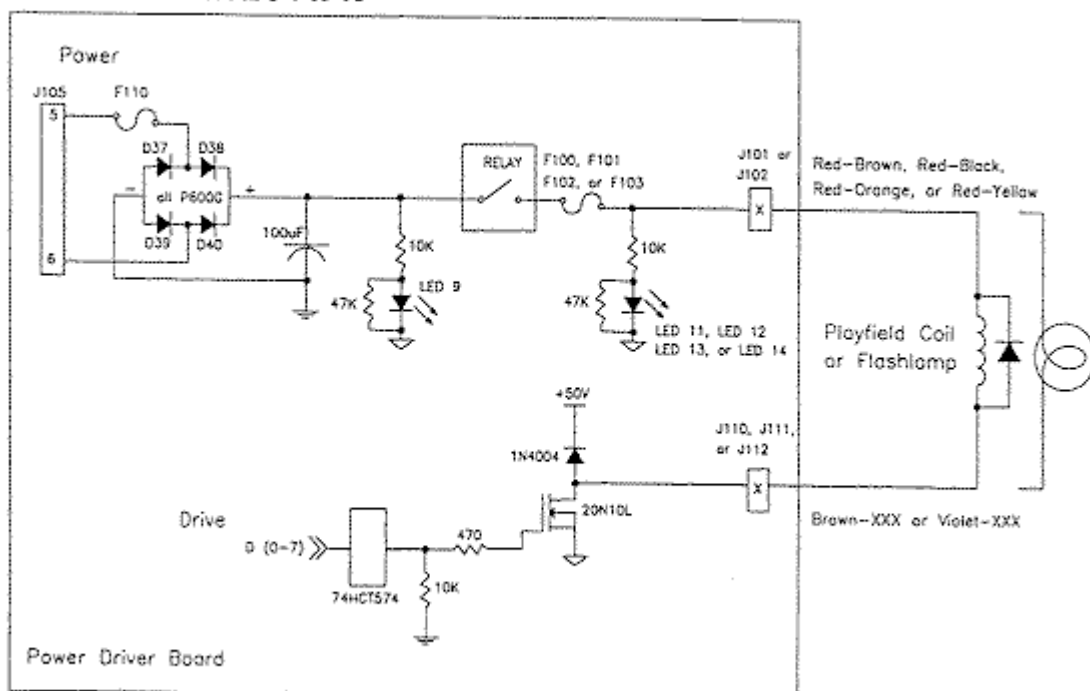 Power
J105
F110
5
D37
D38
-
+
all P600G
D39
D40
6
100uF
10K
LED 9
47K
RELAY
F100, F101
F102, or F103
10K
47K
LED 11, LED 12
LED 13, or LED 14
J101 or
J102
X
Red-Brown, Red-Black,
Red-Orange, or Red-Yellow
Playfield Coil
or Flashlamp
+50V
1N4004
J110, J111,
or J112
X
20N10L
Brown-XXX or Violet-XXX
Drive
D (0-7)
470
10K
74HCT574
Power Driver Board